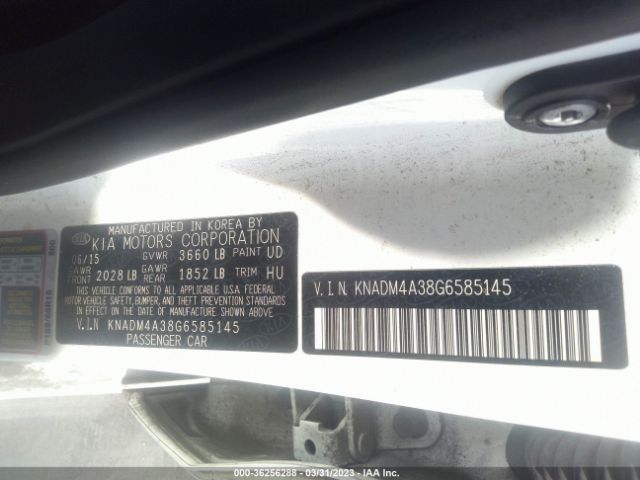 MANUFACTURED IN KOREA BY
KIA KIA MOTORS CORPORATION
06/15 GVWR 3660 LB PAINT UD
GAWR FRONT 2028 LB GAWR REAR 1852 LB TRIM HU
THIS VEHICLE CONFORMS TO ALL APPLICABLE U.S.A. FEDERAL
MOTOR VEHICLE SAFETY, BUMPER, AND THEFT PREVENTION STANDARDS
IN EFFECT ON THE DATE OF MANUFACTURE SHOWN ABOVE
V.I.N KNADM4A38G6585145
PASSENGER CAR
V.I.N KNADM4A38G6585145
000-36256288 — 03/31/2023 — IAA Inc.